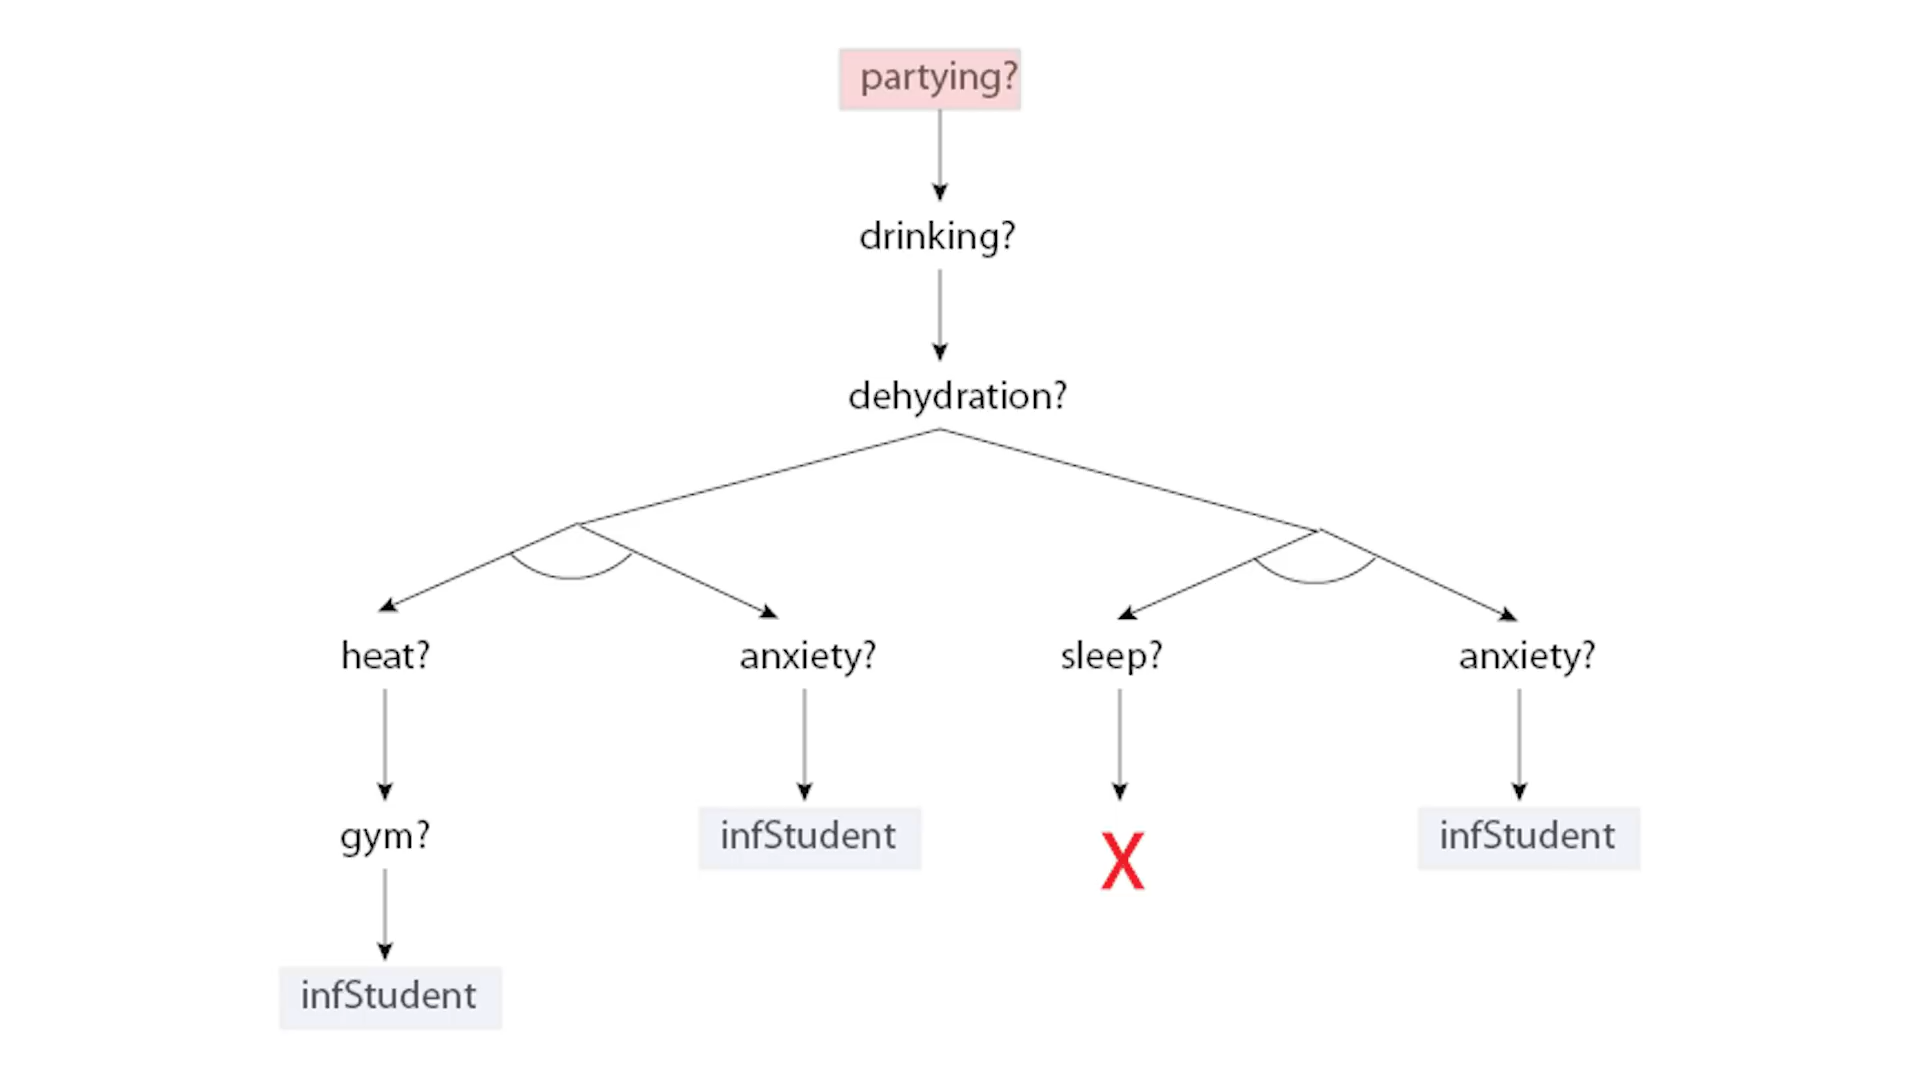 partying?
drinking?
dehydration?
heat?
anxiety?
sleep?
anxiety?
gym?
infStudent
X
infStudent
infStudent